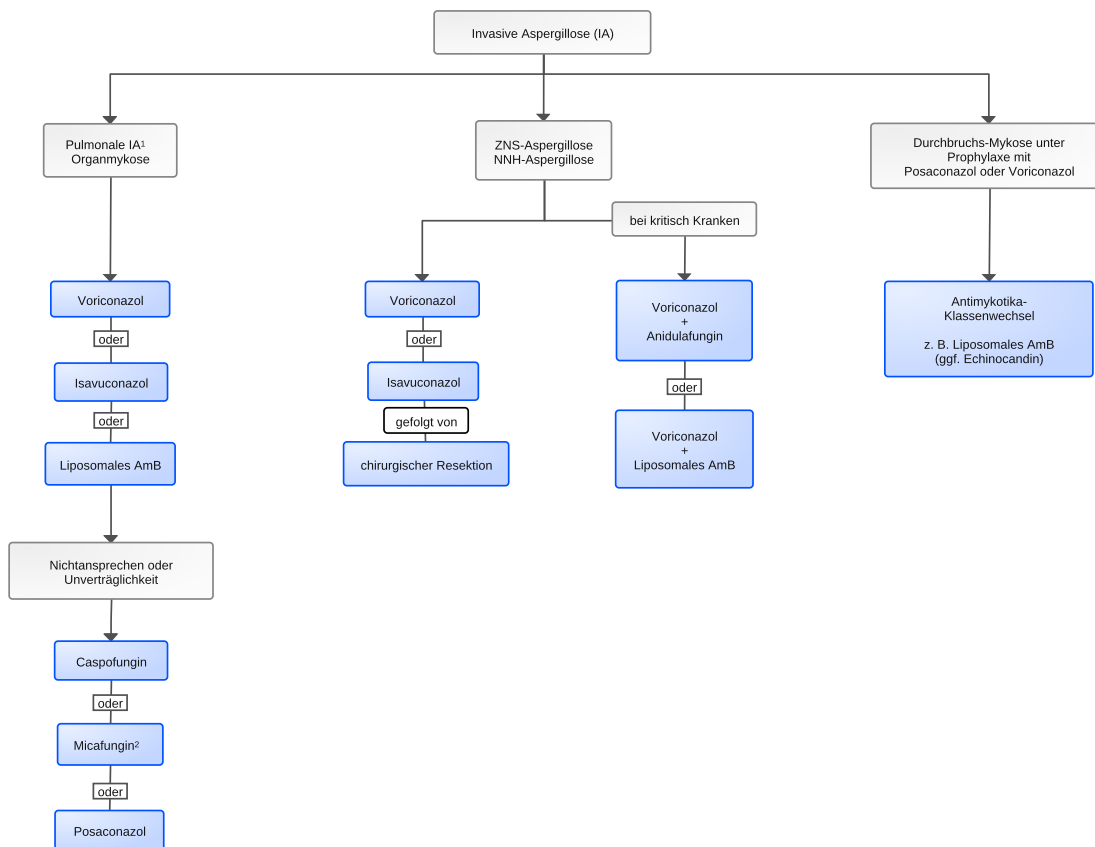 Invasive Aspergillose (IA)
Pulmonale IA¹
Organmykose
ZNS-Aspergillose
NNH-Aspergillose
Durchbruchs-Mykose unter
Prophylaxe mit
Posaconazol oder Voriconazol
bei kritisch Kranken
Voriconazol
oder
Isavuconazol
oder
Liposomales AmB
Nichtansprechen oder
Unverträglichkeit
Caspofungin
oder
Micafungin²
oder
Posaconazol
Voriconazol
oder
Isavuconazol
gefolgt von
chirurgischer Resektion
Voriconazol
+
Anidulafungin
oder
Voriconazol
+
Liposomales AmB
Antimykotika-
Klassenwechsel
z. B. Liposomales AmB
(ggf. Echinocandin)